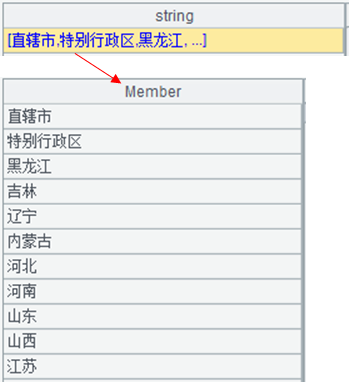 string
[直辖市,特别行政区,黑龙江, ...]
Member
直辖市
特别行政区
黑龙江
吉林
辽宁
内蒙古
河北
河南
山东
山西
江苏